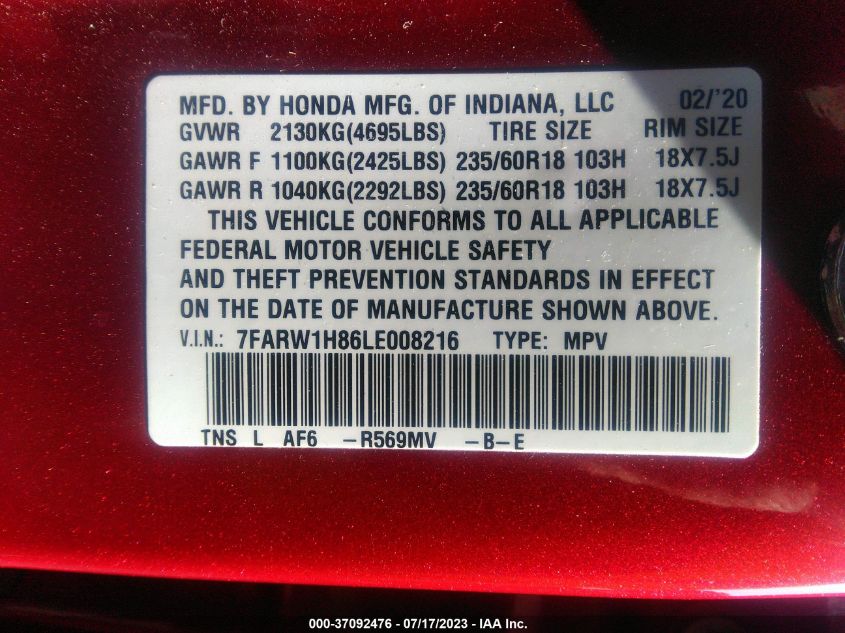 MFD. BY HONDA MFG. OF INDIANA, LLC 02/'20
GVWR 2130KG(4695LBS) TIRE SIZE RIM SIZE
GAWR F 1100KG(2425LBS) 235/60R18 103H 18X7.5J
GAWR R 1040KG(2292LBS) 235/60R18 103H 18X7.5J
THIS VEHICLE CONFORMS TO ALL APPLICABLE
FEDERAL MOTOR VEHICLE SAFETY
AND THEFT PREVENTION STANDARDS IN EFFECT
ON THE DATE OF MANUFACTURE SHOWN ABOVE.
V.I.N.: 7FARW1H86LE008216 TYPE: MPV
TNS L AF6 -R569MV -B-E
000-37092476 - 07/17/2023 - IAA Inc.